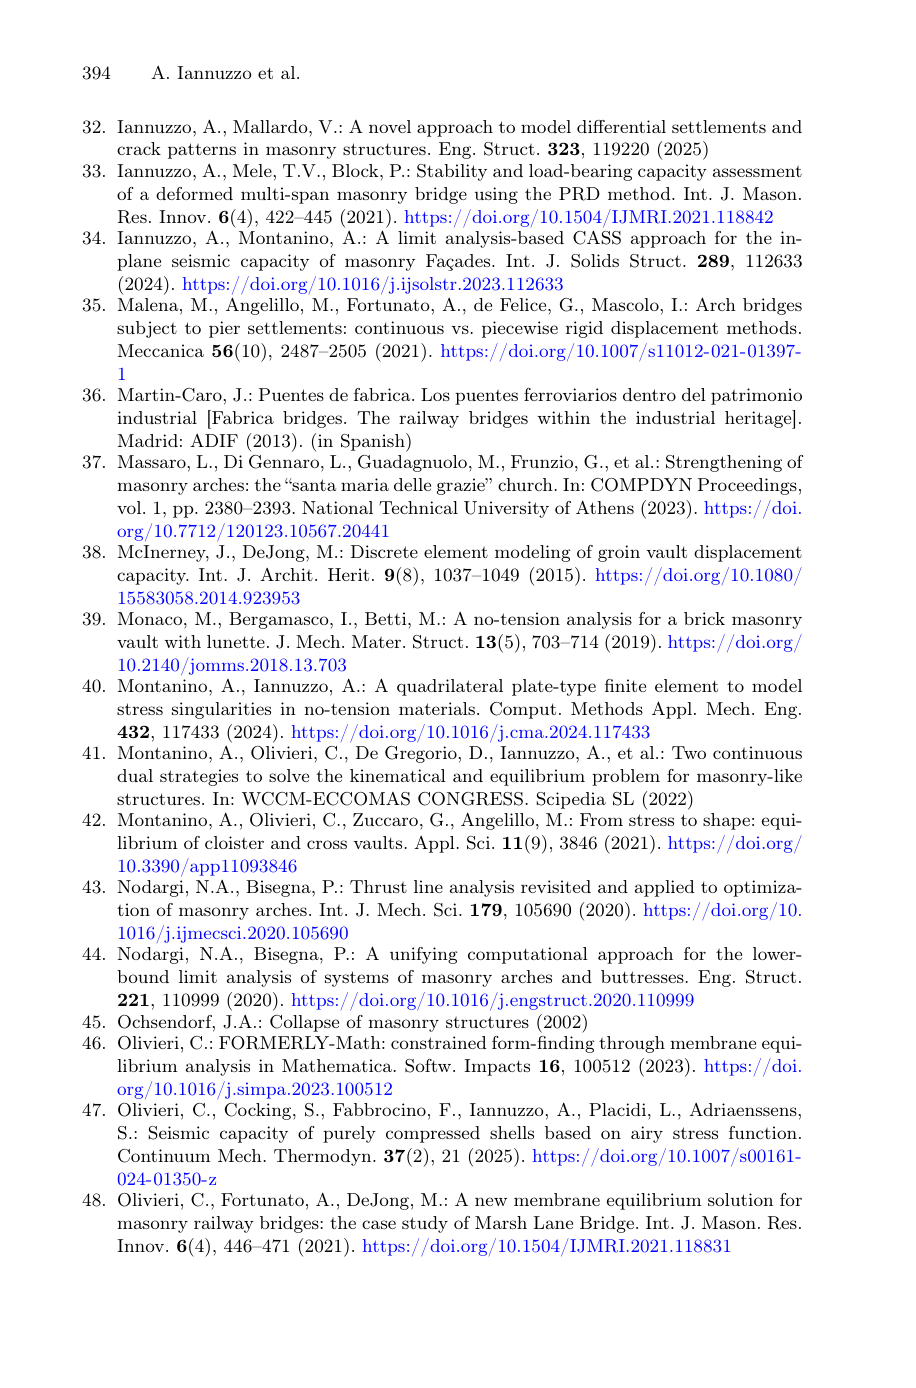 394 A. Iannuzzo et al.
32. Iannuzzo, A., Mallardo, V.: A novel approach to model differential settlements and
crack patterns in masonry structures. Eng. Struct. 323, 119220 (2025)
33. Iannuzzo, A., Mele, T.V., Block, P.: Stability and load-bearing capacity assessment
of a deformed multi-span masonry bridge using the PRD method. Int. J. Mason.
Res. Innov. 6(4), 422–445 (2021). https://doi.org/10.1504/IJMRI.2021.118842
34. Iannuzzo, A., Montanino, A.: A limit analysis-based CASS approach for the in-
plane seismic capacity of masonry Façades. Int. J. Solids Struct. 289, 112633
(2024). https://doi.org/10.1016/j.ijsolstr.2023.112633
35. Malena, M., Angelillo, M., Fortunato, A., de Felice, G., Mascolo, I.: Arch bridges
subject to pier settlements: continuous vs. piecewise rigid displacement methods.
Meccanica 56(10), 2487–2505 (2021). https://doi.org/10.1007/s11012-021-01397-
1
36. Martin-Caro, J.: Puentes de fabrica. Los puentes ferroviarios dentro del patrimonio
industrial [Fabrica bridges. The railway bridges within the industrial heritage].
Madrid: ADIF (2013). (in Spanish)
37. Massaro, L., Di Gennaro, L., Guadagnuolo, M., Frunzio, G., et al.: Strengthening of
masonry arches: the “santa maria delle grazie” church. In: COMPDYN Proceedings,
vol. 1, pp. 2380–2393. National Technical University of Athens (2023). https://doi.
org/10.7712/120123.10567.20441
38. McInerney, J., DeJong, M.: Discrete element modeling of groin vault displacement
capacity. Int. J. Archit. Herit. 9(8), 1037–1049 (2015). https://doi.org/10.1080/
15583058.2014.923953
39. Monaco, M., Bergamasco, I., Betti, M.: A no-tension analysis for a brick masonry
vault with lunette. J. Mech. Mater. Struct. 13(5), 703–714 (2019). https://doi.org/
10.2140/jomms.2018.13.703
40. Montanino, A., Iannuzzo, A.: A quadrilateral plate-type finite element to model
stress singularities in no-tension materials. Comput. Methods Appl. Mech. Eng.
432, 117433 (2024). https://doi.org/10.1016/j.cma.2024.117433
41. Montanino, A., Olivieri, C., De Gregorio, D., Iannuzzo, A., et al.: Two continuous
dual strategies to solve the kinematical and equilibrium problem for masonry-like
structures. In: WCCM-ECCOMAS CONGRESS. Scipedia SL (2022)
42. Montanino, A., Olivieri, C., Zuccaro, G., Angelillo, M.: From stress to shape: equi-
librium of cloister and cross vaults. Appl. Sci. 11(9), 3846 (2021). https://doi.org/
10.3390/app11093846
43. Nodargi, N.A., Bisegna, P.: Thrust line analysis revisited and applied to optimiza-
tion of masonry arches. Int. J. Mech. Sci. 179, 105690 (2020). https://doi.org/10.
1016/j.ijmecsci.2020.105690
44. Nodargi, N.A., Bisegna, P.: A unifying computational approach for the lower-
bound limit analysis of systems of masonry arches and buttresses. Eng. Struct.
221, 110999 (2020). https://doi.org/10.1016/j.engstruct.2020.110999
45. Ochsendorf, J.A.: Collapse of masonry structures (2002)
46. Olivieri, C.: FORMERLY-Math: constrained form-finding through membrane equi-
librium analysis in Mathematica. Softw. Impacts 16, 100512 (2023). https://doi.
org/10.1016/j.simpa.2023.100512
47. Olivieri, C., Cocking, S., Fabbrocino, F., Iannuzzo, A., Placidi, L., Adriaenssens,
S.: Seismic capacity of purely compressed shells based on airy stress function.
Continuum Mech. Thermodyn. 37(2), 21 (2025). https://doi.org/10.1007/s00161-
024-01350-z
48. Olivieri, C., Fortunato, A., DeJong, M.: A new membrane equilibrium solution for
masonry railway bridges: the case study of Marsh Lane Bridge. Int. J. Mason. Res.
Innov. 6(4), 446–471 (2021). https://doi.org/10.1504/IJMRI.2021.118831